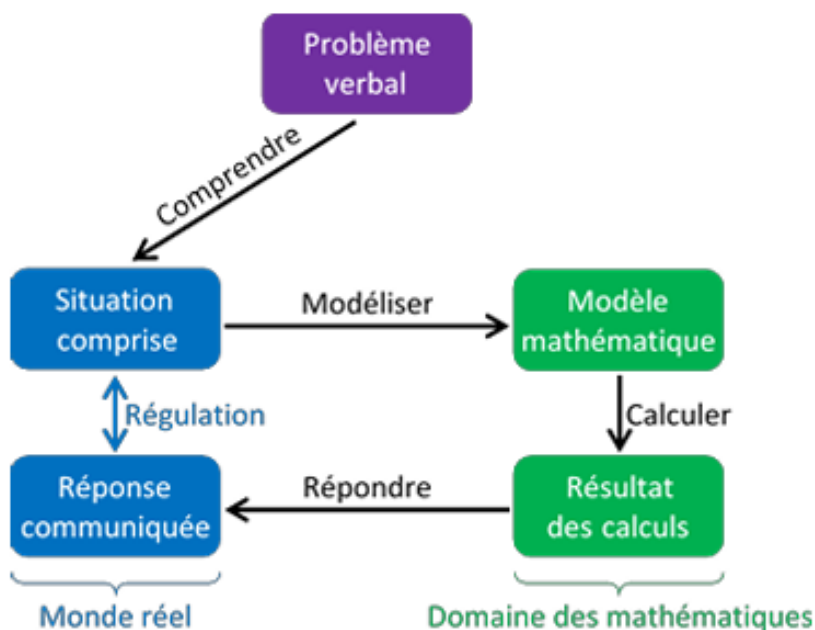 Problème
verbal
Comprendre
Situation
comprise
Modéliser
Modèle
mathématique
Régulation
Calculer
Réponse
communiquée
Répondre
Résultat
des calculs
Monde réel
Domaine des mathématiques